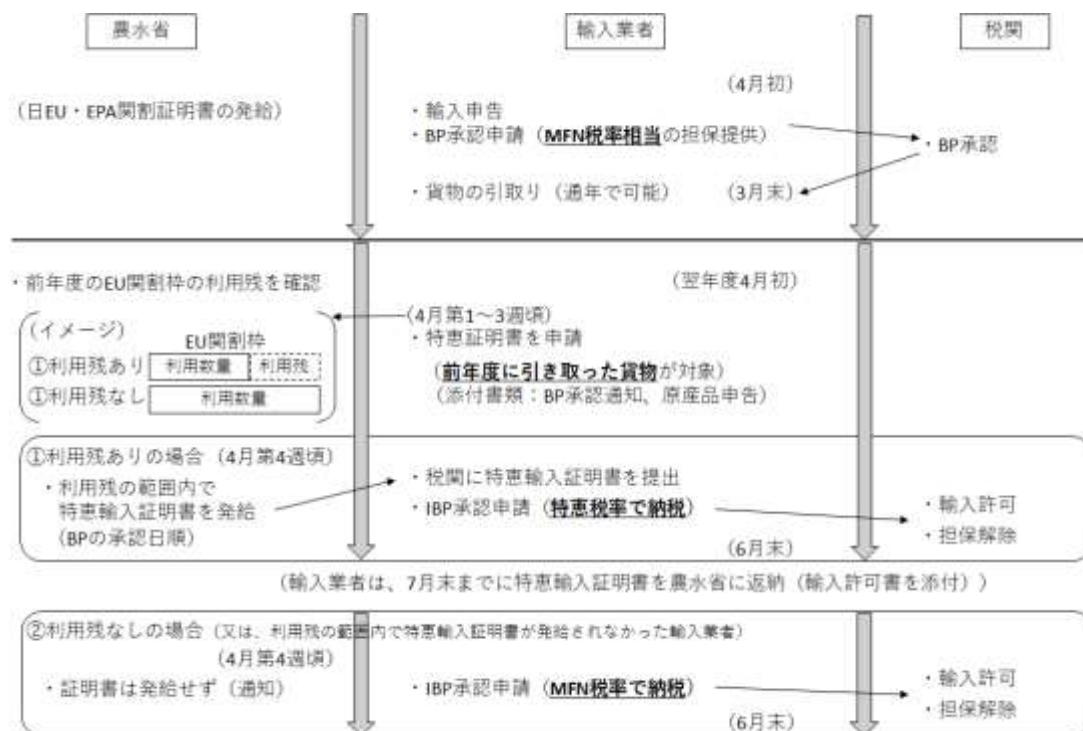 農水省
輸入業者
税関
(4月初)
(日EU・EPA関割証明書の発給)
・輸入申告
・BP承認申請（MFN税率相当の担保提供）
・BP承認
・貨物の引取り（通年で可能）
(3月末)
・前年度のEU関割枠の利用残を確認
(翌年度4月初)
(4月第1～3週頃)
・特恵証明書を申請
(前年度に引き取った貨物が対象)
(添付書類：BP承認通知、原産品申告)
(イメージ)
EU関割枠
①利用残あり 利用数量 利用残
①利用残なし 利用数量
①利用残ありの場合（4月第4週頃）
・利用残の範囲内で
特恵輸入証明書を発給
(BPの承認日順)
・税関に特恵輸入証明書を提出
・IBP承認申請（特恵税率で納税）
(6月末)
・輸入許可
・担保解除
(輸入業者は、7月末までに特恵輸入証明書を農水省に返納（輸入許可書を添付）)
②利用残なしの場合（又は、利用残の範囲内で特恵輸入証明書が発給されなかった輸入業者）
(4月第4週頃)
・証明書は発給せず（通知）
・IBP承認申請（MFN税率で納税）
(6月末)
・輸入許可
・担保解除